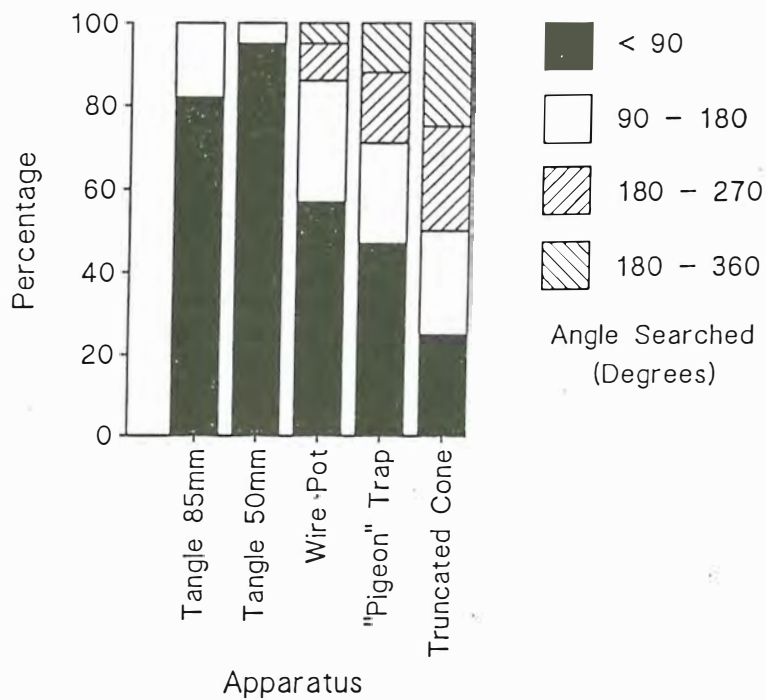 100
80
60
40
20
0
Percentage
Tangle 85mm
Tangle 50mm
Wire Pot
"Pigeon" Trap
Truncated Cone
Apparatus
< 90
90 - 180
180 - 270
180 - 360
Angle Searched
(Degrees)